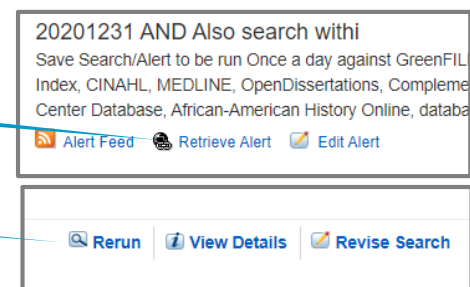 20201231 AND Also search withi
Save Search/Alert to be run Once a day against GreenFIL
Index, CINAHL, MEDLINE, OpenDissertations, Compleme
Center Database, African-American History Online, databa
Alert Feed Retrieve Alert Edit Alert
Rerun View Details Revise Search